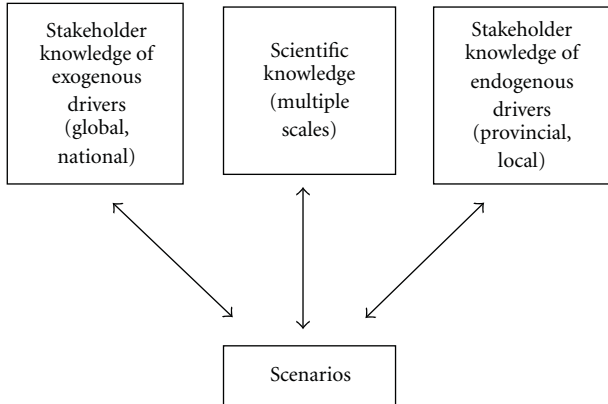 Stakeholder
knowledge of
exogenous
drivers
(global,
national)
Scientific
knowledge
(multiple
scales)
Stakeholder
knowledge of
endogenous
drivers
(provincial,
local)
Scenarios